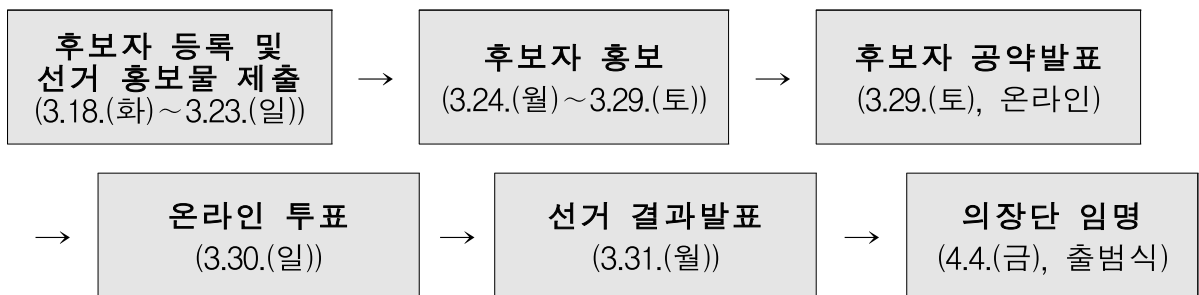 후보자 등록 및
선거 홍보물 제출
(3.18.(화)~3.23.(일))
→
후보자 홍보
(3.24.(월)~3.29.(토))
→
후보자 공약발표
(3.29.(토), 온라인)
→
온라인 투표
(3.30.(일))
→
선거 결과발표
(3.31.(월))
→
의장단 임명
(4.4.(금), 출범식)